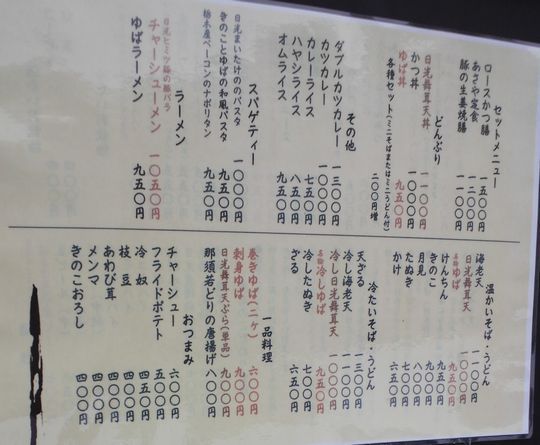 セットメニュー
ロースかつ膳 一五〇〇円
あさや定食 一二〇〇円
豚の生姜焼膳 一一〇〇円
どんぶり
日光舞茸天丼 一一〇〇円
かつ丼 一〇〇〇円
ゆば丼 九五〇円
各種セット(ミニそばまたはミニうどん付) 二〇〇円増
その他
ダブルカツカレー 一三〇〇円
カツカレー 一〇〇〇円
カレーライス 七五〇円
ハヤシライス 八五〇円
オムライス 九五〇円
スパゲティー
日光まいたけののパスタ 一〇〇〇円
きのことゆばの和風パスタ 九五〇円
栃木産ベーコンのナポリタン 九五〇円
ラーメン
日光ヒミツ豚の豚バラ
チャーシューメン 一〇五〇円
ゆばラーメン 九五〇円
温かいそば・うどん
海老天 一一〇〇円
日光舞茸天 一〇〇〇円
名物ゆば 九五〇円
けんちん
きのこ 九〇〇円
月見
たぬき 七〇〇円
かけ 六五〇円
冷たいそば・うどん
天ざる 一三〇〇円
冷し海老天 一一〇〇円
冷し日光舞茸天 一〇〇〇円
名物冷しゆば 九五〇円
冷したぬき 七〇〇円
ざる 六五〇円
一品料理
巻きゆば(二ヶ) 六〇〇円
刺身ゆば 九〇〇円
日光舞茸天ぷら(単品) 九〇〇円
那須若どりの唐揚げ 八〇〇円
おつまみ
チャーシュー 六〇〇円
フライドポテト 五〇〇円
冷奴 四五〇円
枝豆 四〇〇円
あわび茸 四〇〇円
メンマ 四〇〇円
きのこおろし 四〇〇円